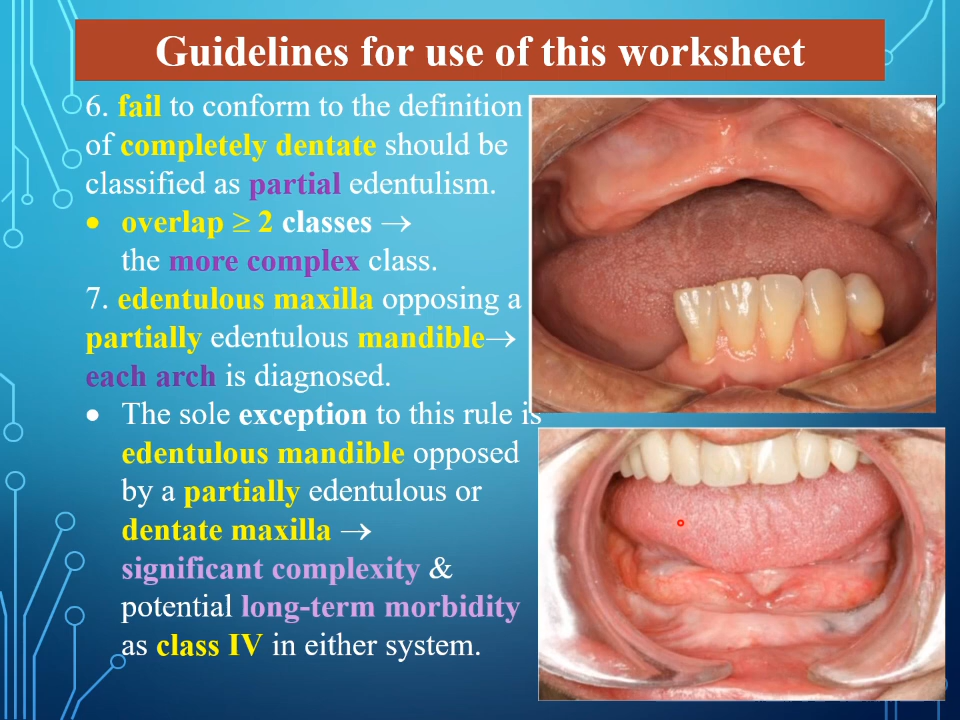 Guidelines for use of this worksheet
6. fail to conform to the definition
of completely dentate should be
classified as partial edentulism.
• overlap ≥ 2 classes →
the more complex class.
7. edentulous maxilla opposing a
partially edentulous mandible→
each arch is diagnosed.
• The sole exception to this rule is
edentulous mandible opposed
by a partially edentulous or
dentate maxilla →
significant complexity &
potential long-term morbidity
as class IV in either system.